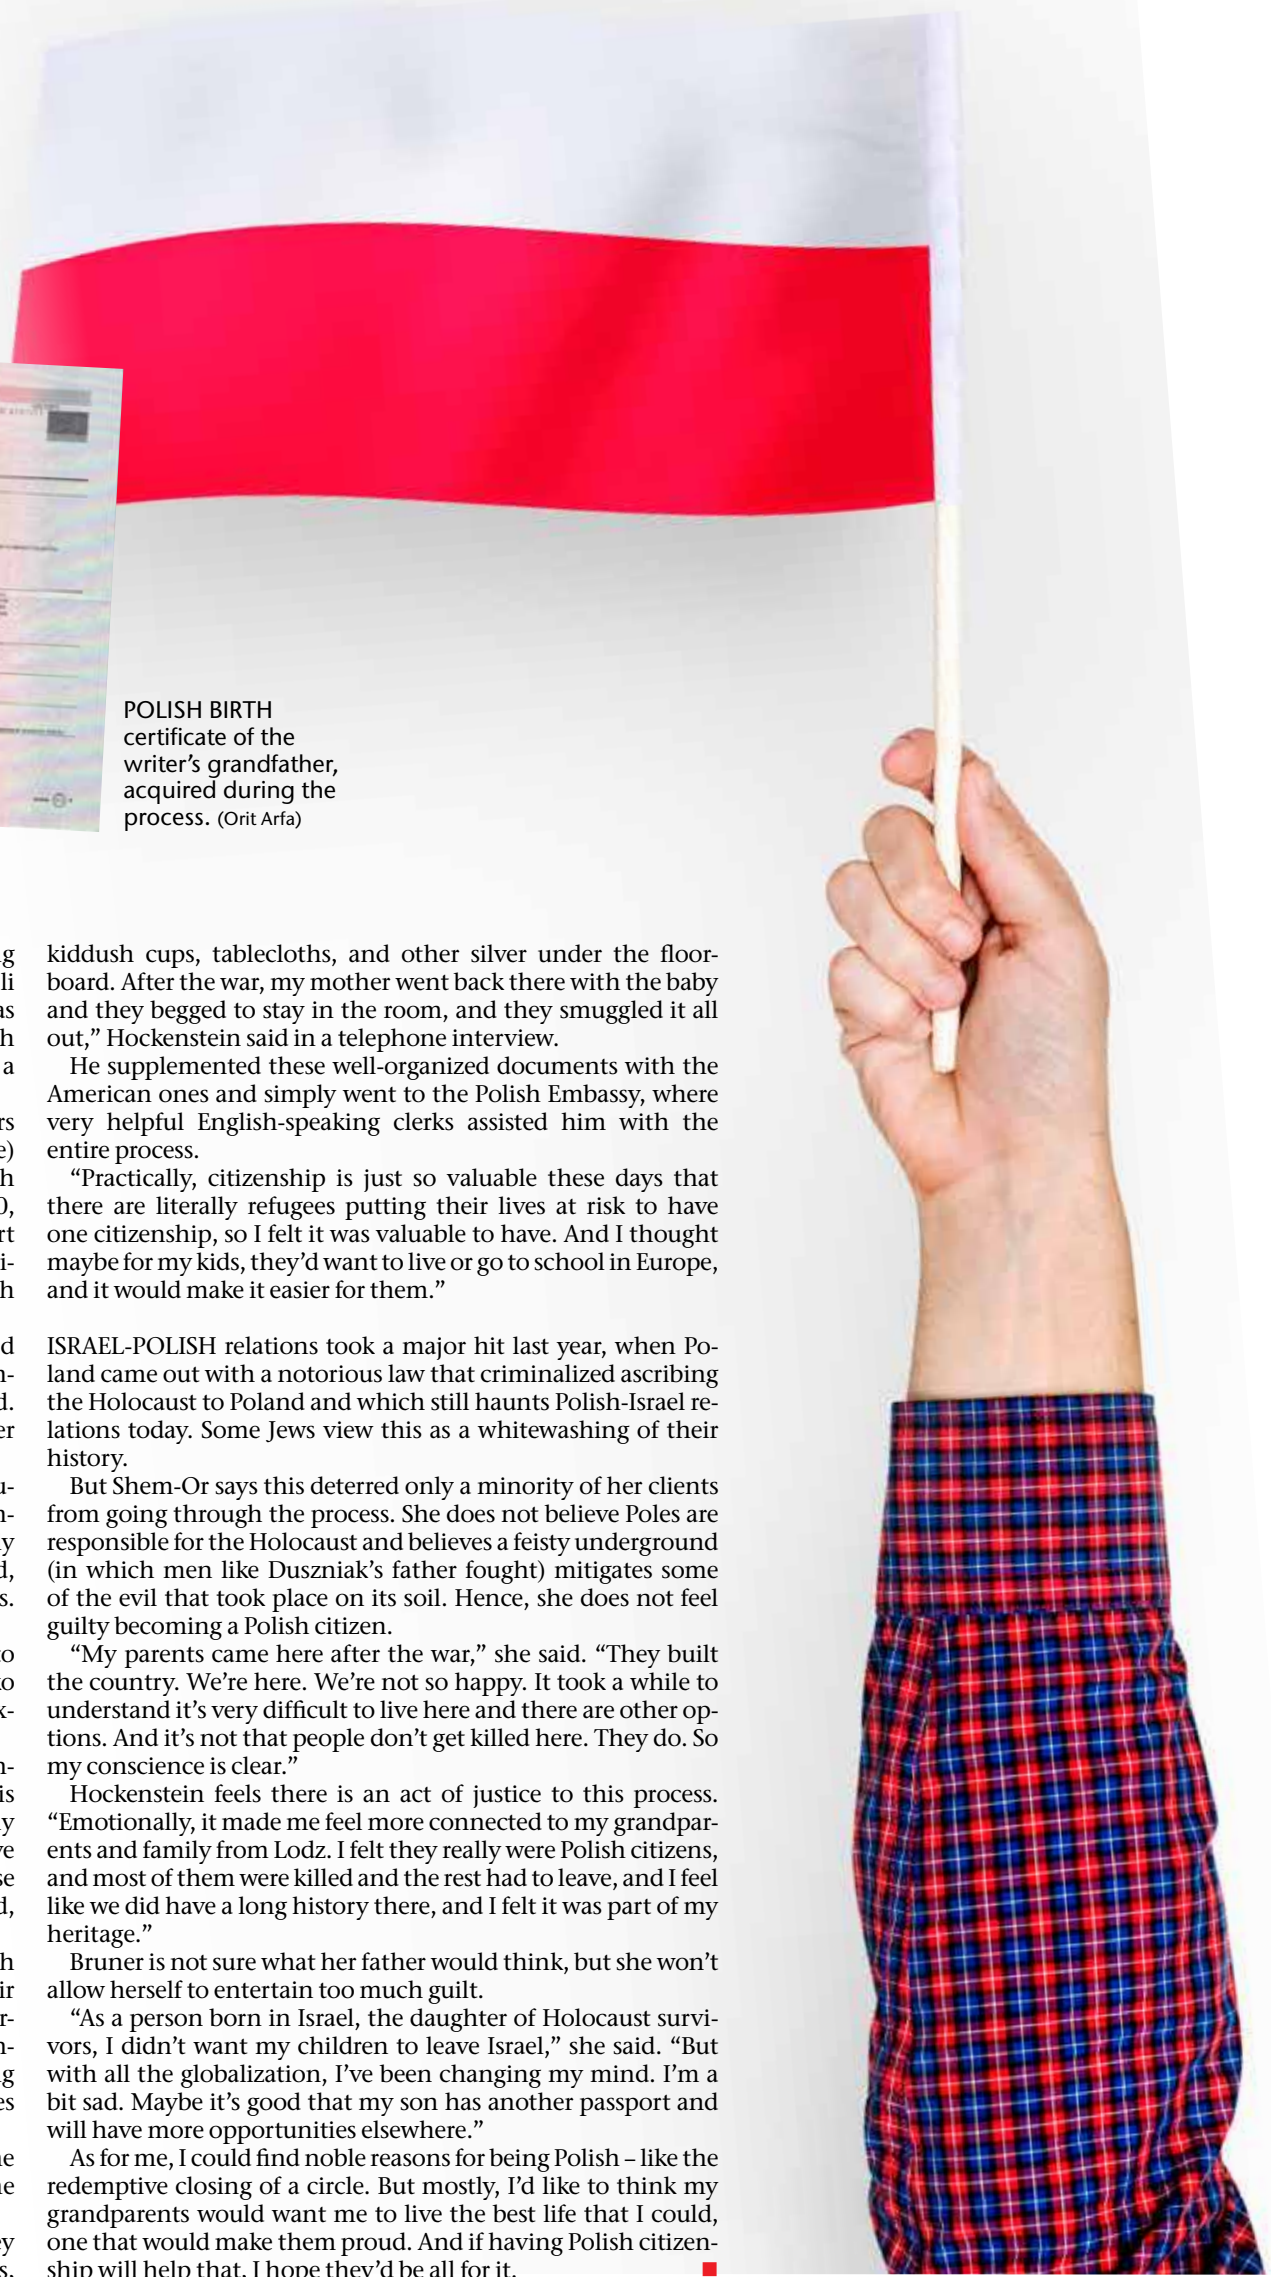 POLISH BIRTH
certificate of the
writer’s grandfather,
acquired during the
process. (Orit Arfa)
g
li
as
h
a
rs
e)
h
0,
rt
i-
h
d
n-
d.
er
u-
n-
y
d,
s.
to
to
x-
n-
is
y
ve
se
d,
h
ir
r-
n-
g
es
ne
ne
ey
s.
kiddush cups, tablecloths, and other silver under the floor-
board. After the war, my mother went back there with the baby
and they begged to stay in the room, and they smuggled it all
out,” Hockenstein said in a telephone interview.
He supplemented these well-organized documents with the
American ones and simply went to the Polish Embassy, where
very helpful English-speaking clerks assisted him with the
entire process.
“Practically, citizenship is just so valuable these days that
there are literally refugees putting their lives at risk to have
one citizenship, so I felt it was valuable to have. And I thought
maybe for my kids, they’d want to live or go to school in Europe,
and it would make it easier for them.”
ISRAEL-POLISH relations took a major hit last year, when Po-
land came out with a notorious law that criminalized ascribing
the Holocaust to Poland and which still haunts Polish-Israel re-
lations today. Some Jews view this as a whitewashing of their
history.
But Shem-Or says this deterred only a minority of her clients
from going through the process. She does not believe Poles are
responsible for the Holocaust and believes a feisty underground
(in which men like Duszniak’s father fought) mitigates some
of the evil that took place on its soil. Hence, she does not feel
guilty becoming a Polish citizen.
“My parents came here after the war,” she said. “They built
the country. We’re here. We’re not so happy. It took a while to
understand it’s very difficult to live here and there are other op-
tions. And it’s not that people don’t get killed here. They do. So
my conscience is clear.”
Hockenstein feels there is an act of justice to this process.
“Emotionally, it made me feel more connected to my grandpar-
ents and family from Lodz. I felt they really were Polish citizens,
and most of them were killed and the rest had to leave, and I feel
like we did have a long history there, and I felt it was part of my
heritage.”
Bruner is not sure what her father would think, but she won’t
allow herself to entertain too much guilt.
“As a person born in Israel, the daughter of Holocaust survi-
vors, I didn’t want my children to leave Israel,” she said. “But
with all the globalization, I’ve been changing my mind. I’m a
bit sad. Maybe it’s good that my son has another passport and
will have more opportunities elsewhere.”
As for me, I could find noble reasons for being Polish – like the
redemptive closing of a circle. But mostly, I’d like to think my
grandparents would want me to live the best life that I could,
one that would make them proud. And if having Polish citizen-
ship will help that, I hope they’d be all for it.